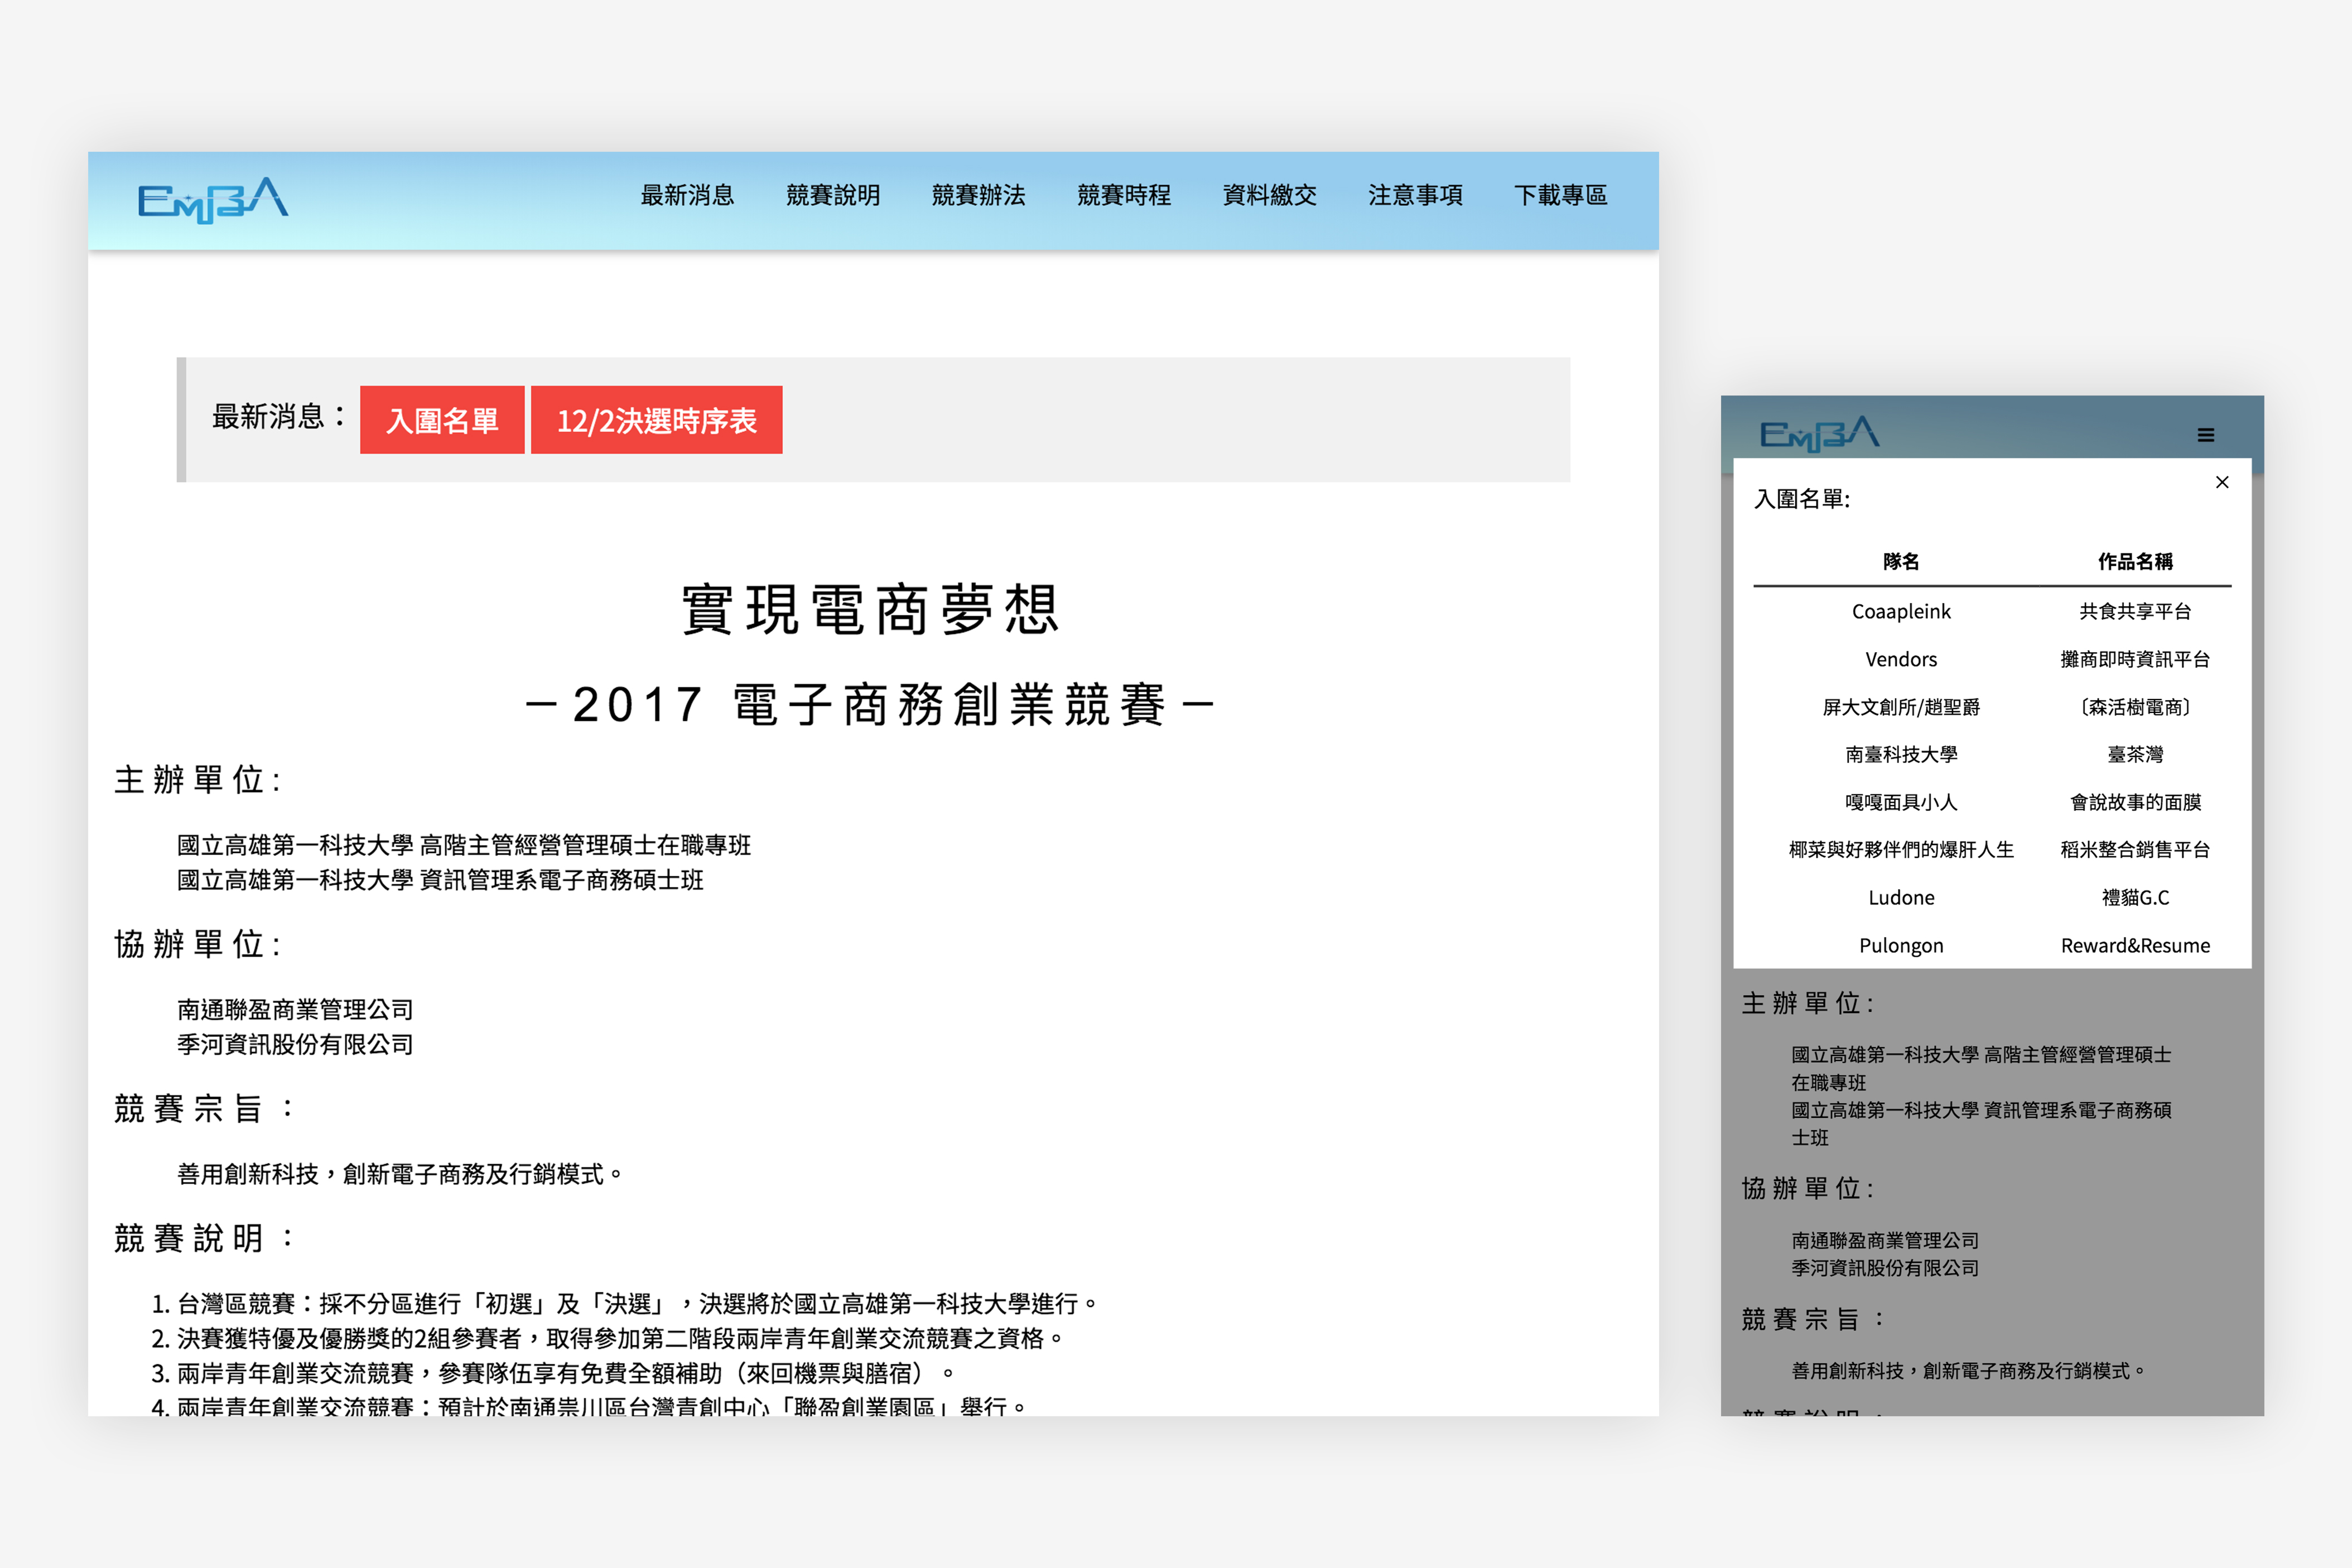 EMBA
最新消息 競賽說明 競賽辦法 競賽時程 資料繳交 注意事項 下載專區
最新消息： 入圍名單 12/2決選時序表
實現電商夢想
－2017 電子商務創業競賽－
主辦單位:
國立高雄第一科技大學 高階主管經營管理碩士在職專班
國立高雄第一科技大學 資訊管理系電子商務碩士班
協辦單位:
南通聯盈商業管理公司
季河資訊股份有限公司
競賽宗旨：
善用創新科技，創新電子商務及行銷模式。
競賽說明：
1. 台灣區競賽：採不分區進行「初選」及「決選」，決選將於國立高雄第一科技大學進行。
2. 決賽獲特優及優勝獎的2組參賽者，取得參加第二階段兩岸青年創業交流競賽之資格。
3. 兩岸青年創業交流競賽，參賽隊伍享有免費全額補助（來回機票與膳宿）。
4. 兩岸青年創業交流競賽：預計於南通崇川區台灣青創中心「聯盈創業園區」舉行。
EMBA
入圍名單:
隊名 作品名稱
Coaapleink 共食共享平台
Vendors 攤商即時資訊平台
屏大文創所/趙聖爵 〔森活樹電商〕
南臺科技大學 臺茶灣
嘎嘎面具小人 會說故事的面膜
椰菜與好夥伴們的爆肝人生 稻米整合銷售平台
Ludone 禮貓G.C
Pulongon Reward&Resume
主辦單位:
國立高雄第一科技大學 高階主管經營管理碩士
在職專班
國立高雄第一科技大學 資訊管理系電子商務碩
士班
協辦單位:
南通聯盈商業管理公司
季河資訊股份有限公司
競賽宗旨：
善用創新科技，創新電子商務及行銷模式。
競賽說明：